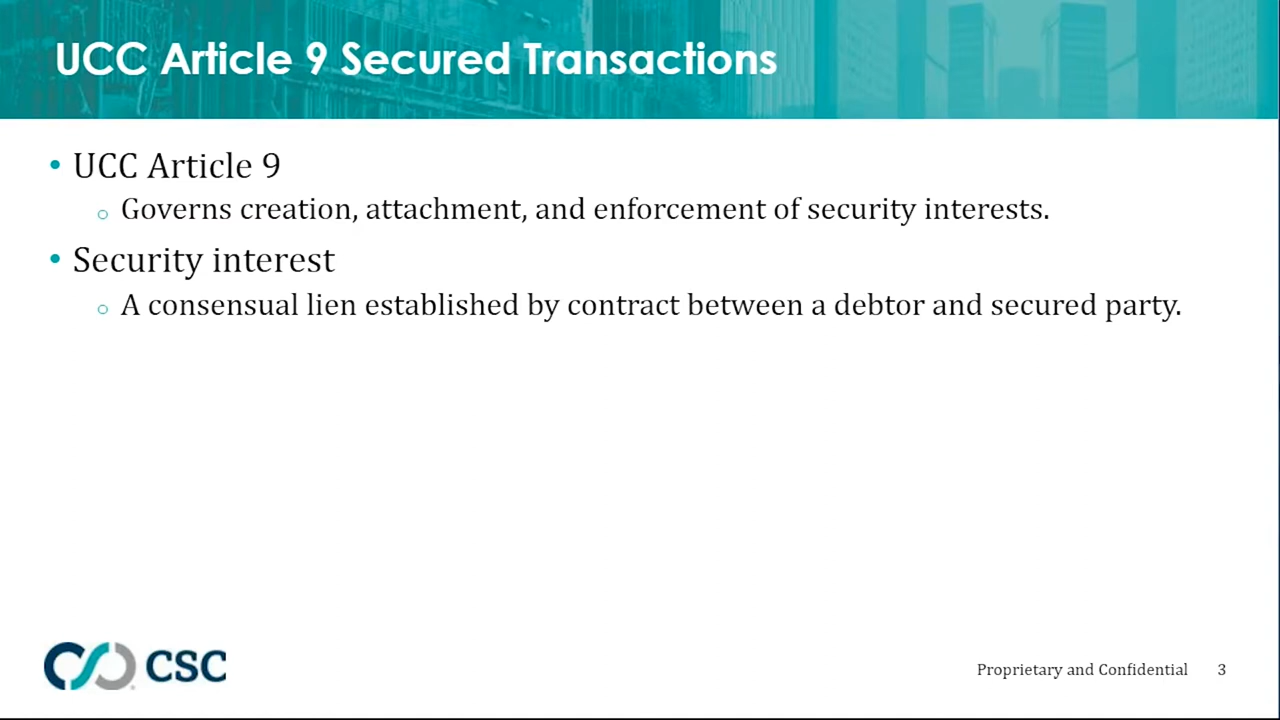 UCC Article 9 Secured Transactions
• UCC Article 9
o Governs creation, attachment, and enforcement of security interests.
• Security interest
o A consensual lien established by contract between a debtor and secured party.
CSC
Proprietary and Confidential 3